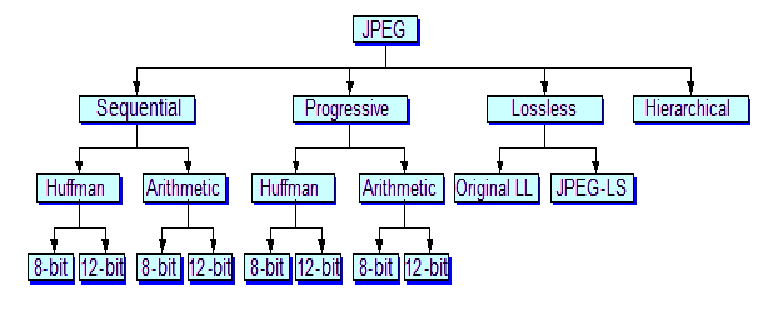 JPEG
Sequential Progressive Lossless Hierarchical
Huffman Arithmetic Huffman Arithmetic Original LL JPEG-LS
8-bit 12-bit 8-bit 12-bit 8-bit 12-bit 8-bit 12-bit